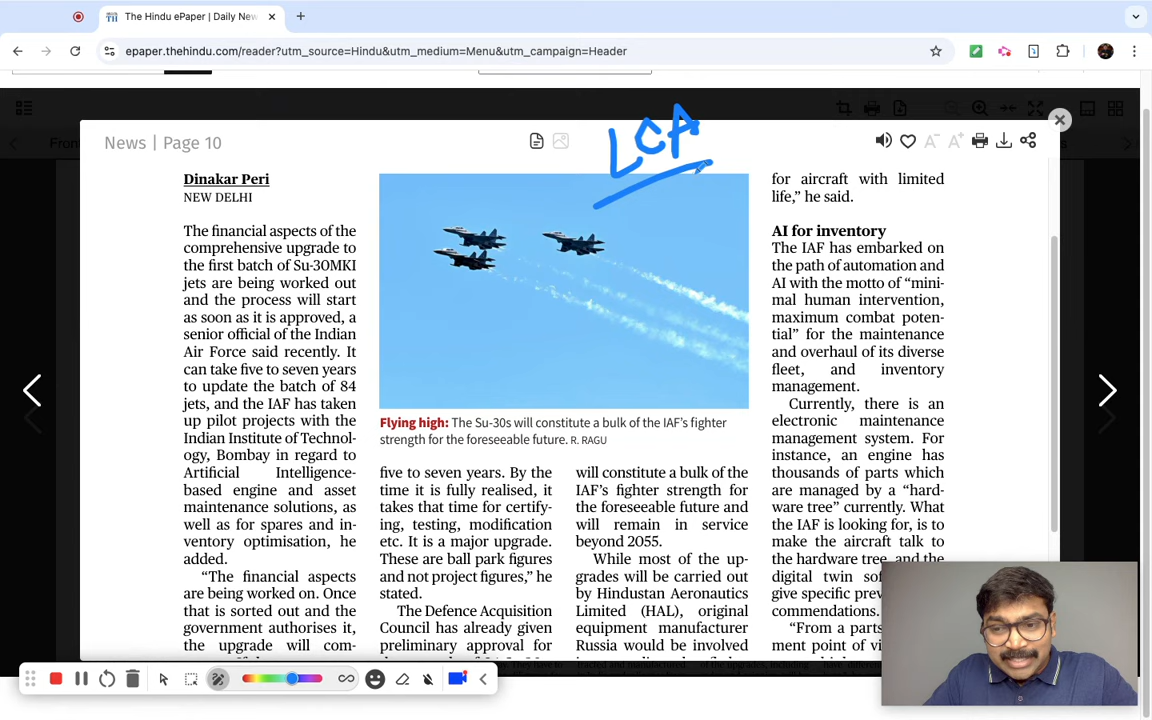 The Hindu ePaper | Daily New
epaper.thehindu.com/reader?utm_source=Hindu&utm_medium=Menu&utm_campaign=Header
LCA
News | Page 10
Dinakar Peri
NEW DELHI
The financial aspects of the
comprehensive upgrade to
the first batch of Su-30MKI
jets are being worked out
and the process will start
as soon as it is approved, a
senior official of the Indian
Air Force said recently. It
can take five to seven years
to update the batch of 84
jets, and the IAF has taken
up pilot projects with the
Indian Institute of Technol-
ogy, Bombay in regard to
Artificial Intelligence-
based engine and asset
maintenance solutions, as
well as for spares and in-
ventory optimisation, he
added.
“The financial aspects
are being worked on. Once
that is sorted out and the
government authorises it,
the upgrade will com-
Flying high: The Su-30s will constitute a bulk of the IAF’s fighter
strength for the foreseeable future. R. RAGU
five to seven years. By the
time it is fully realised, it
takes that time for certify-
ing, testing, modification
etc. It is a major upgrade.
These are ball park figures
and not project figures,” he
stated.
The Defence Acquisition
Council has already given
preliminary approval for
will constitute a bulk of the
IAF’s fighter strength for
the foreseeable future and
will remain in service
beyond 2055.
While most of the up-
grades will be carried out
by Hindustan Aeronautics
Limited (HAL), original
equipment manufacturer
Russia would be involved
for aircraft with limited
life,” he said.
AI for inventory
The IAF has embarked on
the path of automation and
AI with the motto of “mini-
mal human intervention,
maximum combat poten-
tial” for the maintenance
and overhaul of its diverse
fleet, and inventory
management.
Currently, there is an
electronic maintenance
management system. For
instance, an engine has
thousands of parts which
are managed by a “hard-
ware tree” currently. What
the IAF is looking for, is to
make the aircraft talk to
the hardware tree, and the
digital twin
give specific
commendations.
“From a parts
ment point of